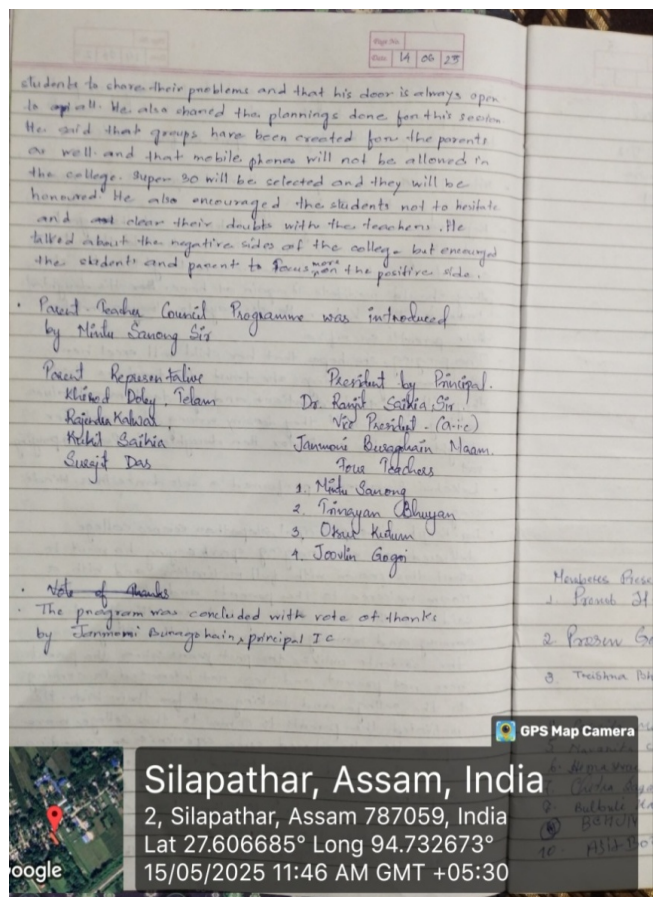 Page No.
Date 14 06 23
students to share their problems and that his door is always open
to all. He also shared the plannings done for this session
He said that groups have been created for the parents
as well and that mobile phones will not be allowed in
the college. Super 30 will be selected and they will be
honoured. He also encouraged the students not to hesitate
and clear their doubts with the teachers. He
talked about the negative sides of the college but encouraged
the students and parent to focus more on the positive side.
• Parent-Teacher Council Programme was introduced
by Mintu Sanong Sir
Parent Representative
Khirod Doley, Telam
Rajendra Kalwar
Saikia
Surajit Das
President by Principal.
Dr. Ranjit Saikia Sir
Vice President - (a.i.c)
Janmoni Buragohain Maam.
Four Teachers
1. Mintu Sanong
2. Trinayan Bhuyan
3. Kutum
4. Joovlin Gogoi
• Vote of thanks
• The program was concluded with vote of thanks
by Janmoni Buragohain, principal IC
Members Prese
1. Pranab
2. 
3. 
10.
GPS Map Camera
Silapathar, Assam, India
2, Silapathar, Assam 787059, India
Lat 27.606685° Long 94.732673°
15/05/2025 11:46 AM GMT +05:30
oogle